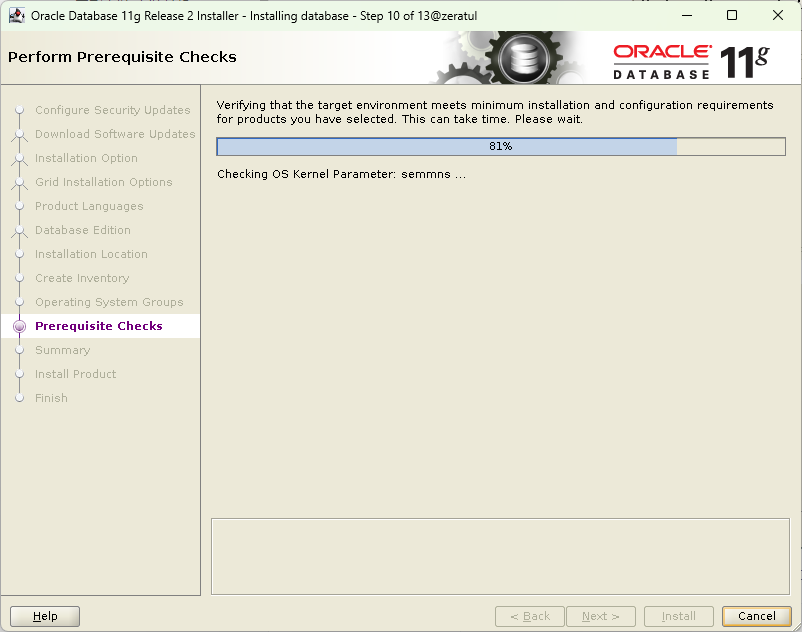 Oracle Database 11g Release 2 Installer - Installing database - Step 10 of 13@zeratul
Perform Prerequisite Checks
ORACLE
DATABASE
11g
Configure Security Updates
Download Software Updates
Installation Option
Grid Installation Options
Product Languages
Database Edition
Installation Location
Create Inventory
Operating System Groups
Prerequisite Checks
Summary
Install Product
Finish
Verifying that the target environment meets minimum installation and configuration requirements
for products you have selected. This can take time. Please wait.
81%
Checking OS Kernel Parameter: semmns ...
Help
< Back
Next >
Install
Cancel